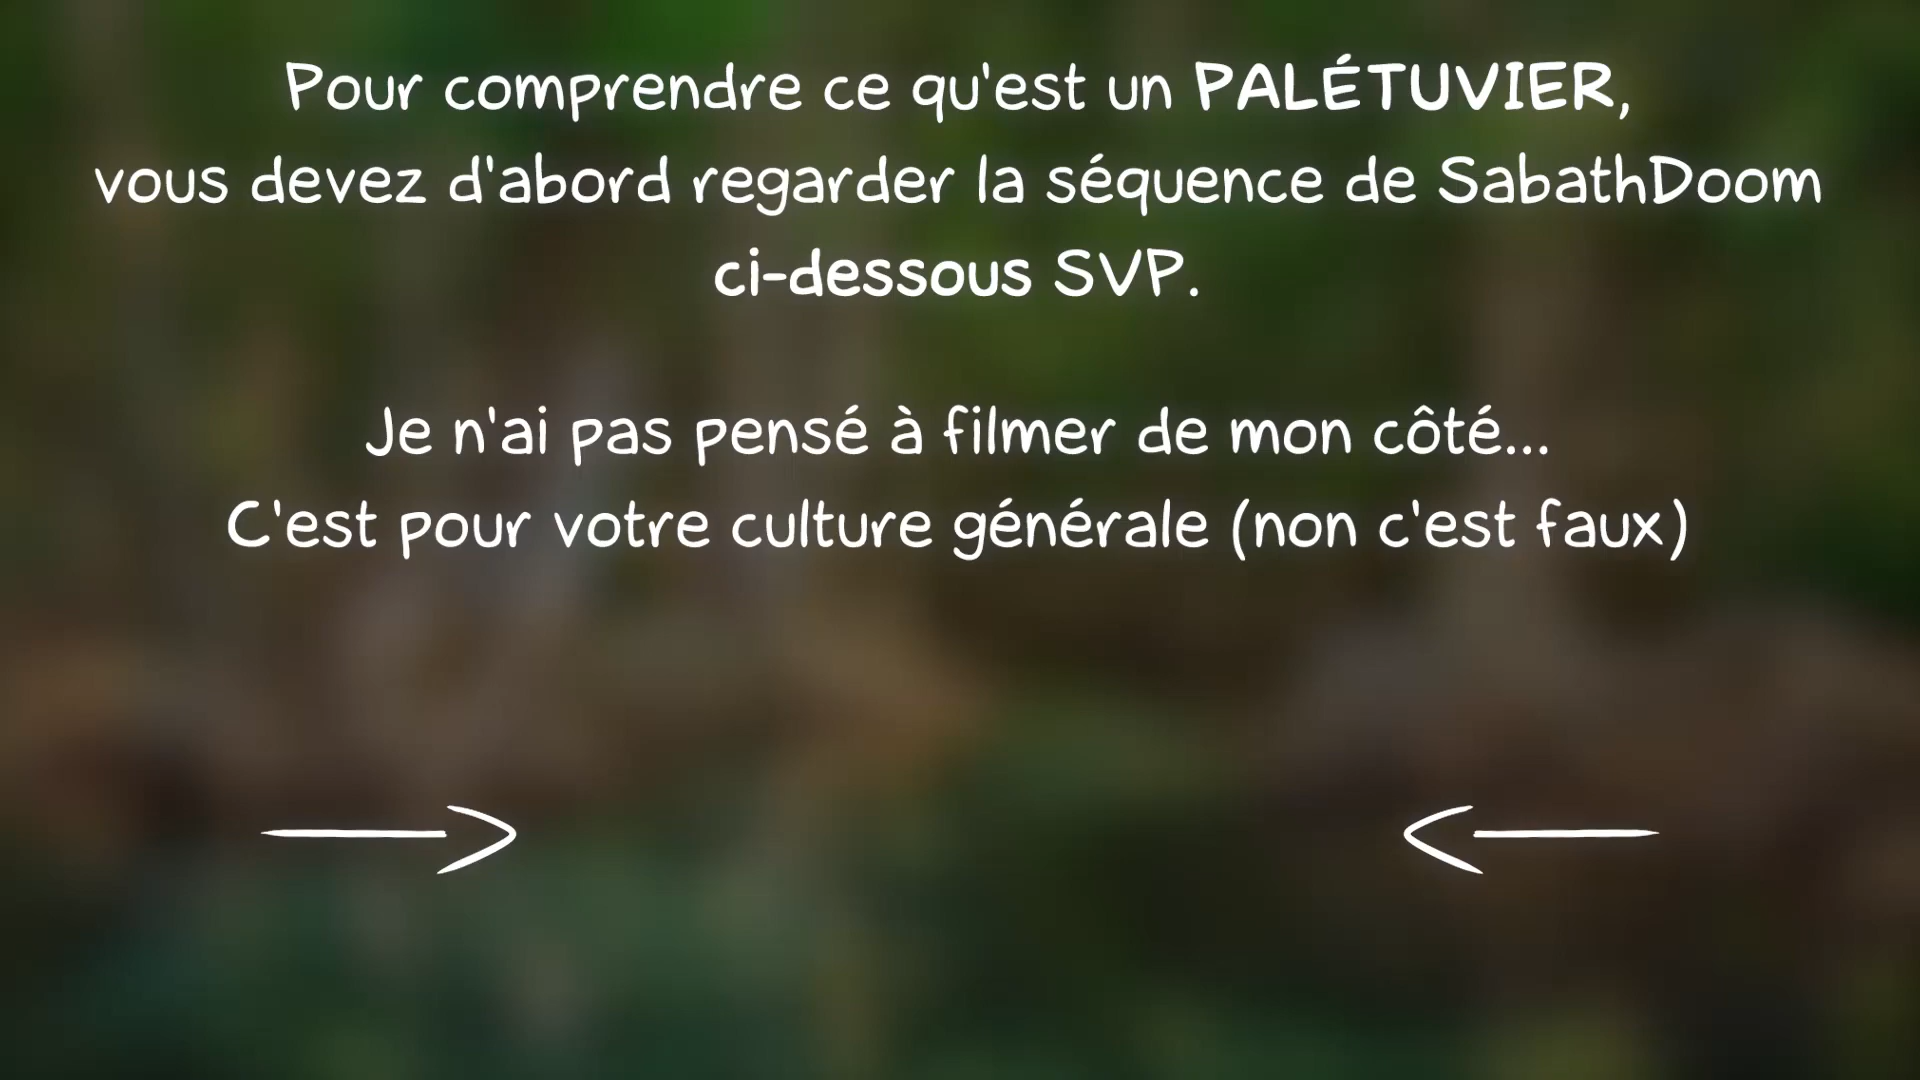 Pour comprendre ce qu'est un PALÉTUVIER,
vous devez d'abord regarder la séquence de SabathDoom
ci-dessous SVP.
Je n'ai pas pensé à filmer de mon côté...
C'est pour votre culture générale (non c'est faux)